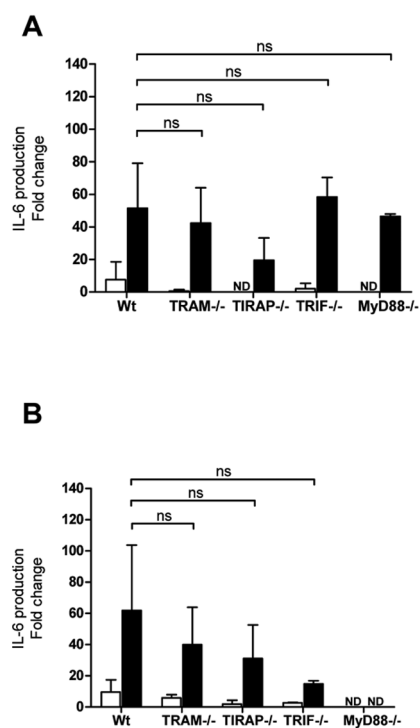 A
ns
ns
ns
ns
140
120
100
80
60
40
20
0
IL-6 production
Fold change
ND
ND
Wt TRAM-/- TIRAP-/- TRIF-/- MyD88-/-
B
ns
ns
ns
140
120
100
80
60
40
20
0
IL-6 production
Fold change
ND ND
Wt TRAM-/- TIRAP-/- TRIF-/- MyD88-/-